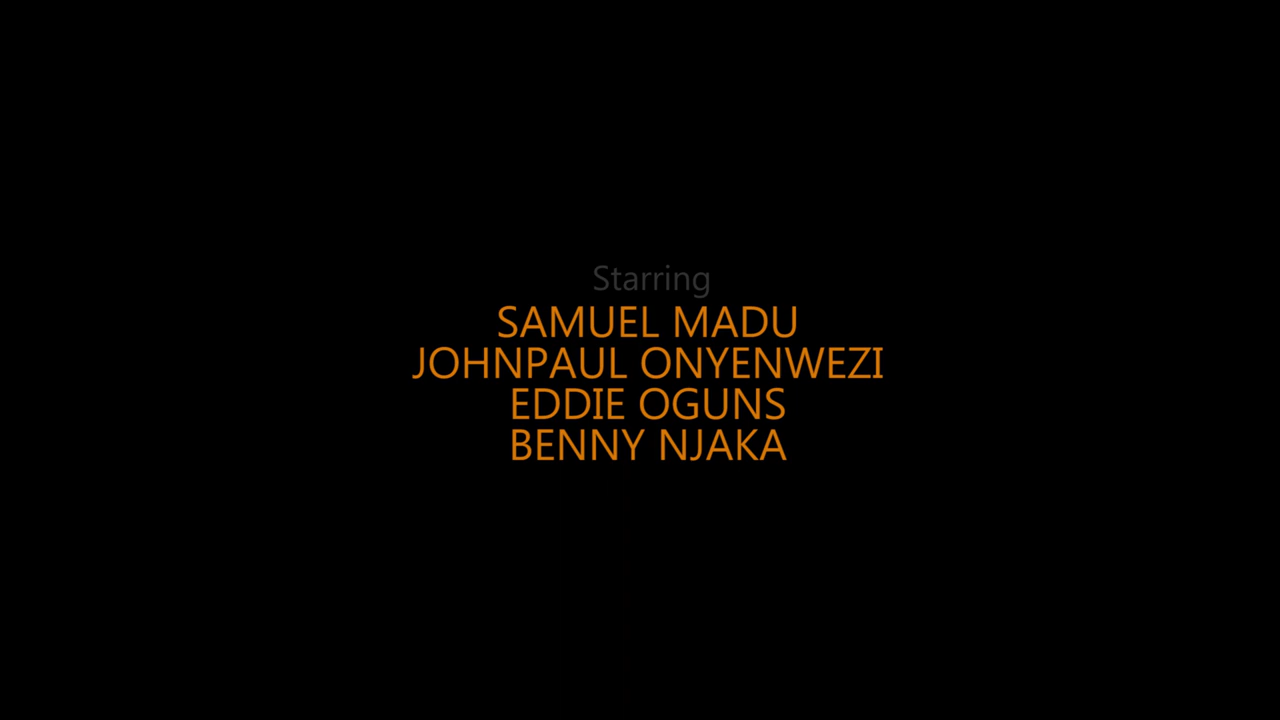 Starring
SAMUEL MADU
JOHNPAUL ONYENWEZI
EDDIE OGUNS
BENNY NJAKA